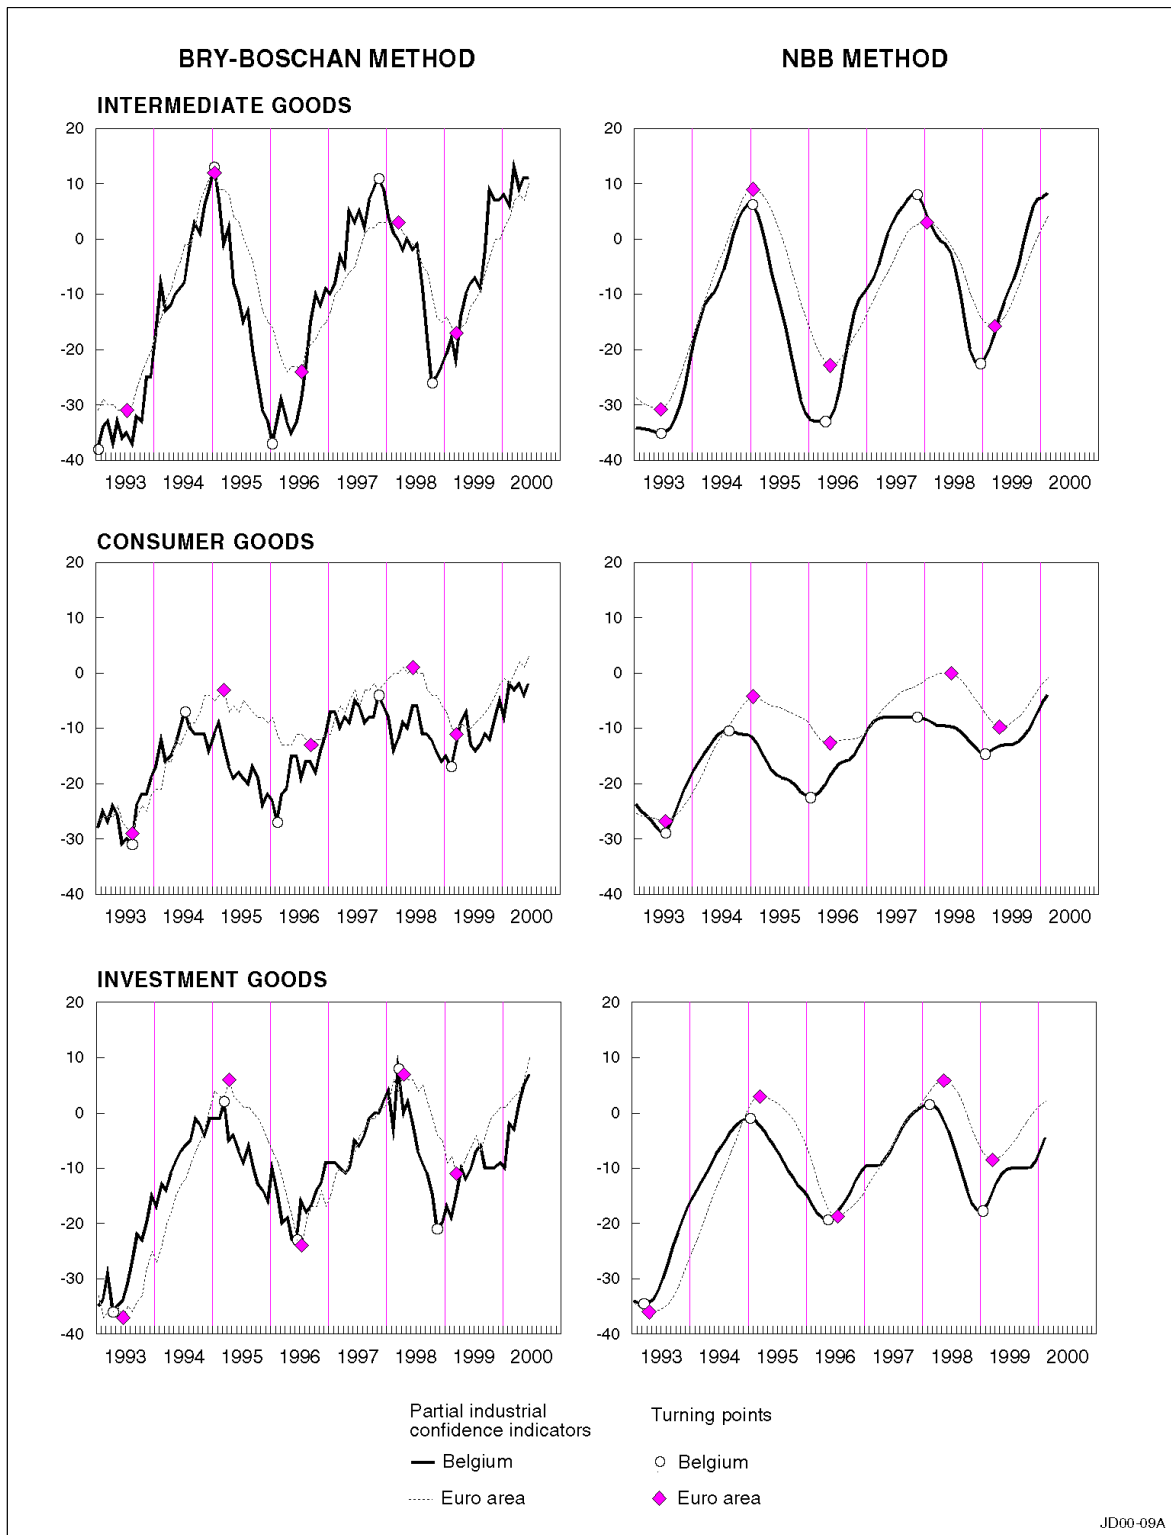 BRY-BOSCHAN METHOD
NBB METHOD
INTERMEDIATE GOODS
20
10
0
-10
-20
-30
-40
1993 1994 1995 1996 1997 1998 1999 2000
20
10
0
-10
-20
-30
-40
1993 1994 1995 1996 1997 1998 1999 2000
CONSUMER GOODS
20
10
0
-10
-20
-30
-40
1993 1994 1995 1996 1997 1998 1999 2000
20
10
0
-10
-20
-30
-40
1993 1994 1995 1996 1997 1998 1999 2000
INVESTMENT GOODS
20
10
0
-10
-20
-30
-40
1993 1994 1995 1996 1997 1998 1999 2000
20
10
0
-10
-20
-30
-40
1993 1994 1995 1996 1997 1998 1999 2000
Partial industrial
confidence indicators
Belgium
Euro area
Turning points
Belgium
Euro area
JD00-09A